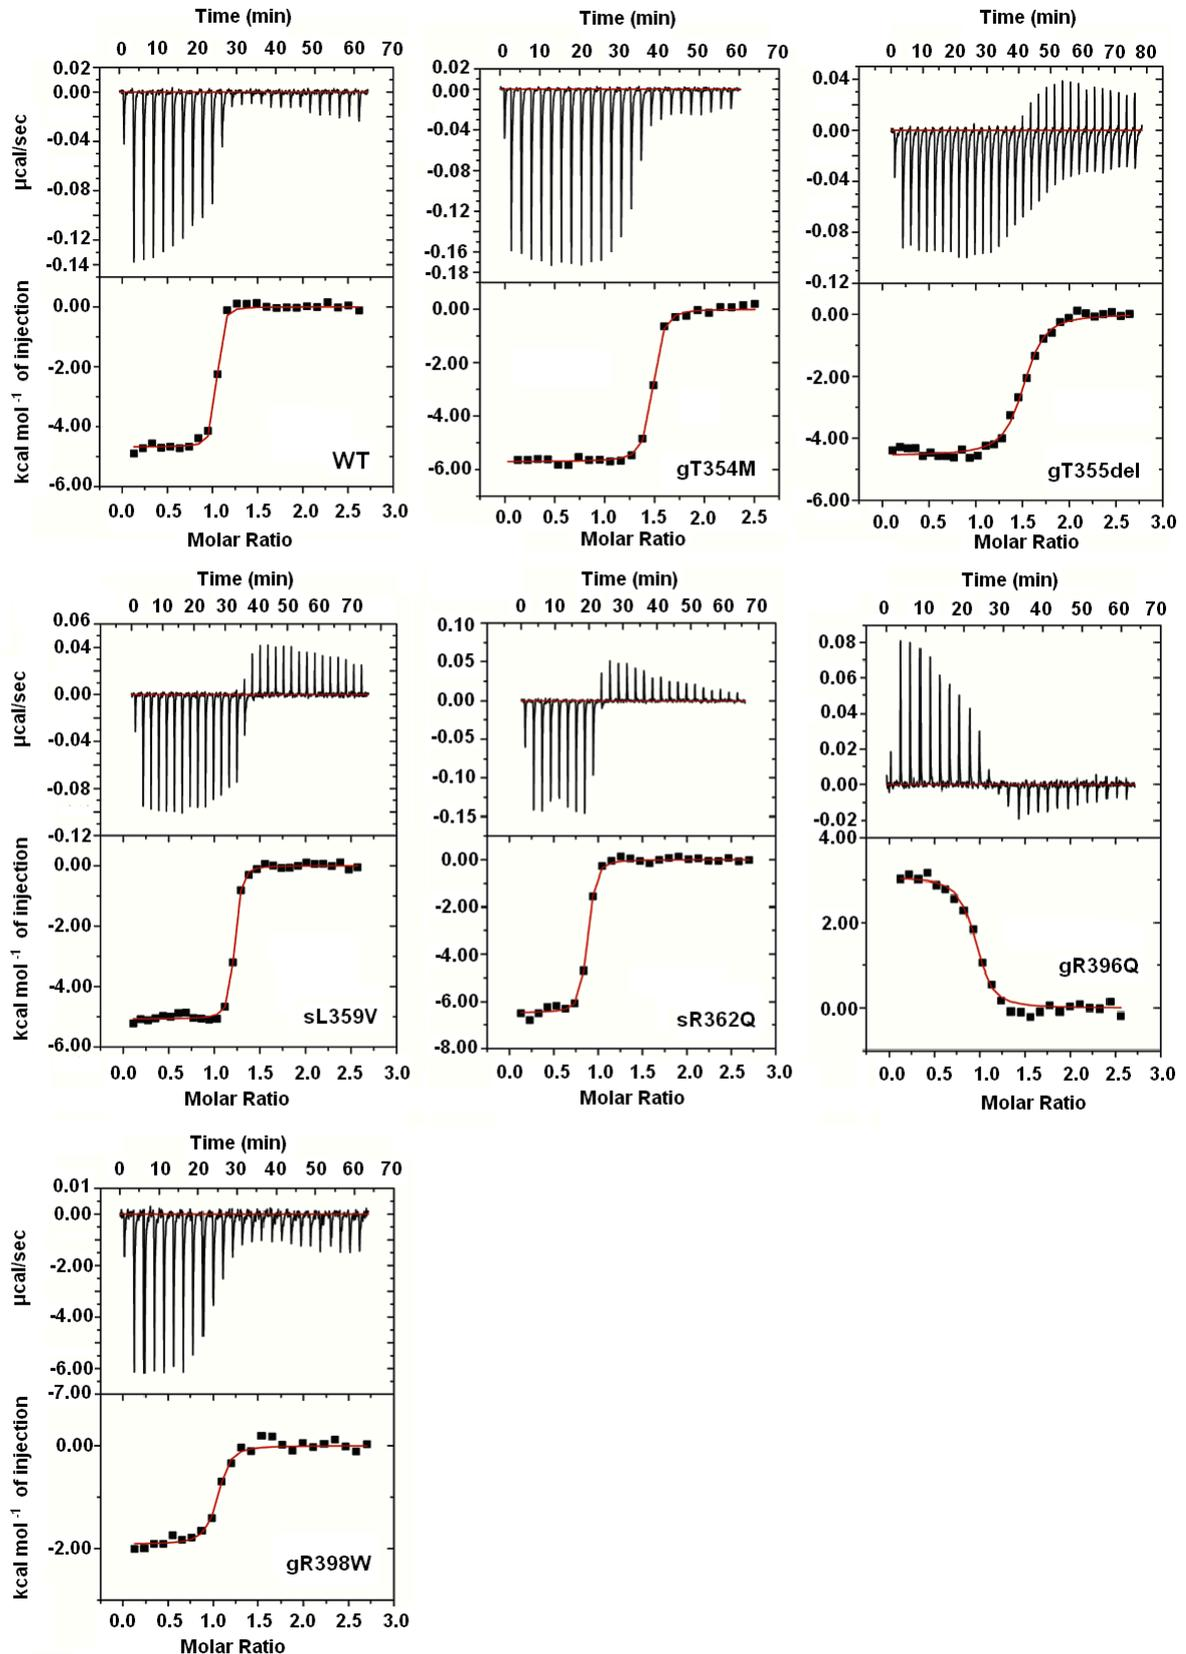 Time (min) Time (min) Time (min)
0 10 20 30 40 50 60 70 0 10 20 30 40 50 60 70 0 10 20 30 40 50 60 70 80
µcal/sec
0.02
0.00
-0.04
-0.08
-0.12
-0.14
0.02
0.00
-0.04
-0.08
-0.12
-0.16
-0.18
0.04
0.00
-0.04
-0.08
-0.12
kcal mol -1 of injection
0.00
-2.00
-4.00
-6.00
WT
0.00
-2.00
-4.00
-6.00
gT354M
0.00
-2.00
-4.00
-6.00
gT355del
0.0 0.5 1.0 1.5 2.0 2.5 3.0 0.0 0.5 1.0 1.5 2.0 2.5 0.0 0.5 1.0 1.5 2.0 2.5 3.0
Molar Ratio Molar Ratio Molar Ratio
Time (min) Time (min) Time (min)
0 10 20 30 40 50 60 70 0 10 20 30 40 50 60 70 0 10 20 30 40 50 60 70
µcal/sec
0.06
0.04
0.00
-0.04
-0.08
-0.12
0.10
0.05
0.00
-0.05
-0.10
-0.15
0.08
0.06
0.04
0.02
0.00
-0.02
kcal mol -1 of injection
0.00
-2.00
-4.00
-6.00
sL359V
0.00
-2.00
-4.00
-6.00
-8.00
sR362Q
4.00
2.00
0.00
gR396Q
0.0 0.5 1.0 1.5 2.0 2.5 3.0 0.0 0.5 1.0 1.5 2.0 2.5 3.0 0.0 0.5 1.0 1.5 2.0 2.5 3.0
Molar Ratio Molar Ratio Molar Ratio
Time (min)
0 10 20 30 40 50 60 70
µcal/sec
0.01
0.00
-2.00
-4.00
-6.00
-7.00
kcal mol -1 of injection
0.00
-2.00
gR398W
0.0 0.5 1.0 1.5 2.0 2.5 3.0
Molar Ratio